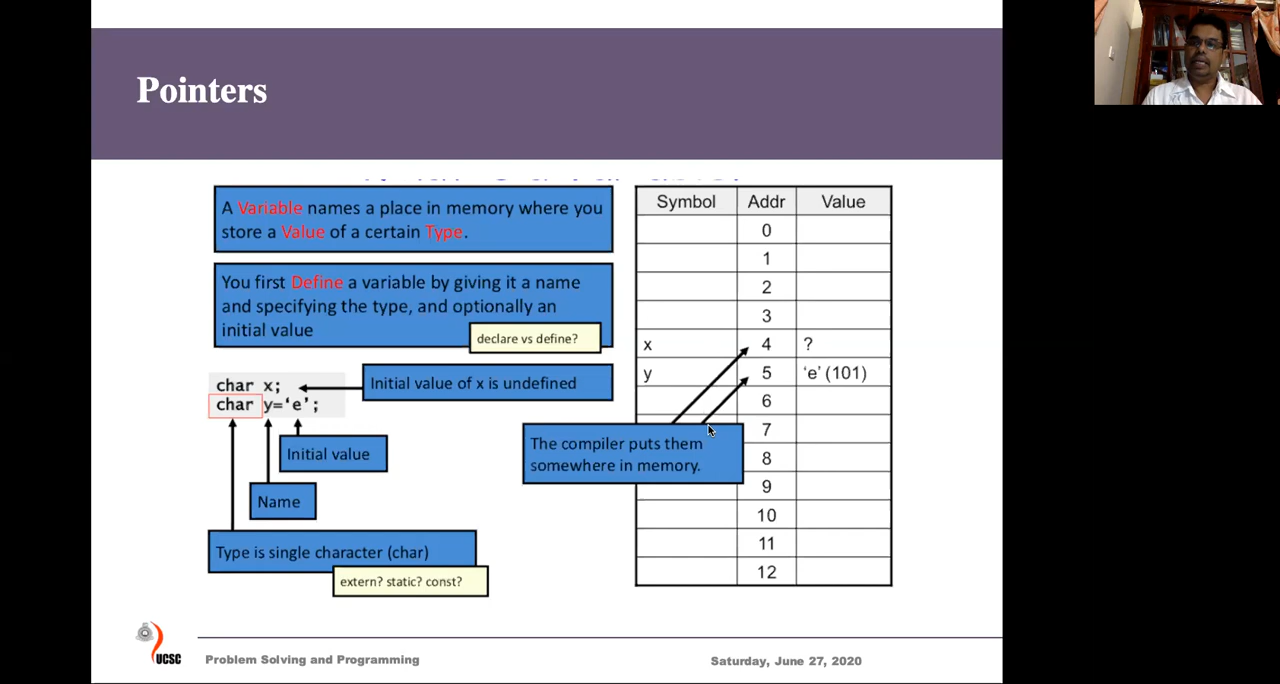 Pointers
A Variable names a place in memory where you
store a Value of a certain Type.
You first Define a variable by giving it a name
and specifying the type, and optionally an
initial value
declare vs define?
char x;
char y=‘e’;
Initial value of x is undefined
Initial value
Name
Type is single character (char)
extern? static? const?
The compiler puts them
somewhere in memory.
Symbol Addr Value
0
1
2
3
x 4 ?
y 5 ‘e’ (101)
6
7
8
9
10
11
12
UCSC
Problem Solving and Programming
Saturday, June 27, 2020